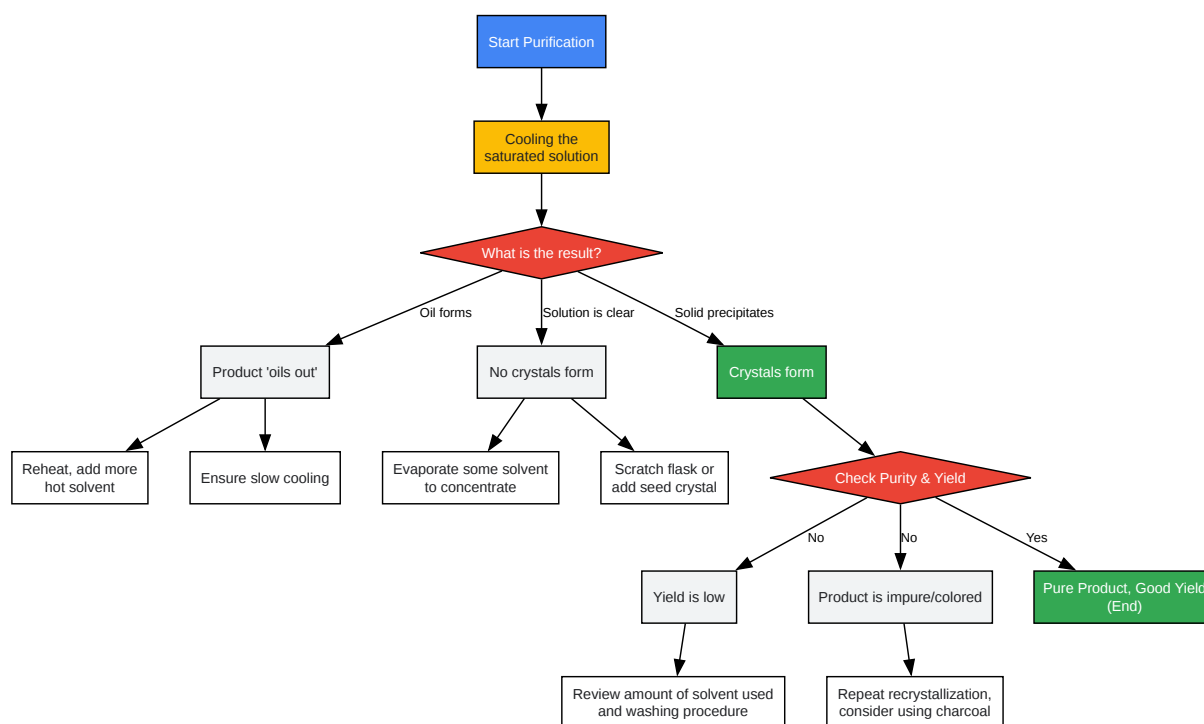 Start Purification
Cooling the
saturated solution
What is the result?
Oil forms
Solution is clear
Solid precipitates
Product 'oils out'
No crystals form
Crystals form
Reheat, add more
hot solvent
Ensure slow cooling
Evaporate some solvent
to concentrate
Scratch flask or
add seed crystal
Check Purity & Yield
No
No
Yes
Yield is low
Product is impure/colored
Pure Product, Good Yield
(End)
Review amount of solvent used
and washing procedure
Repeat recrystallization,
consider using charcoal